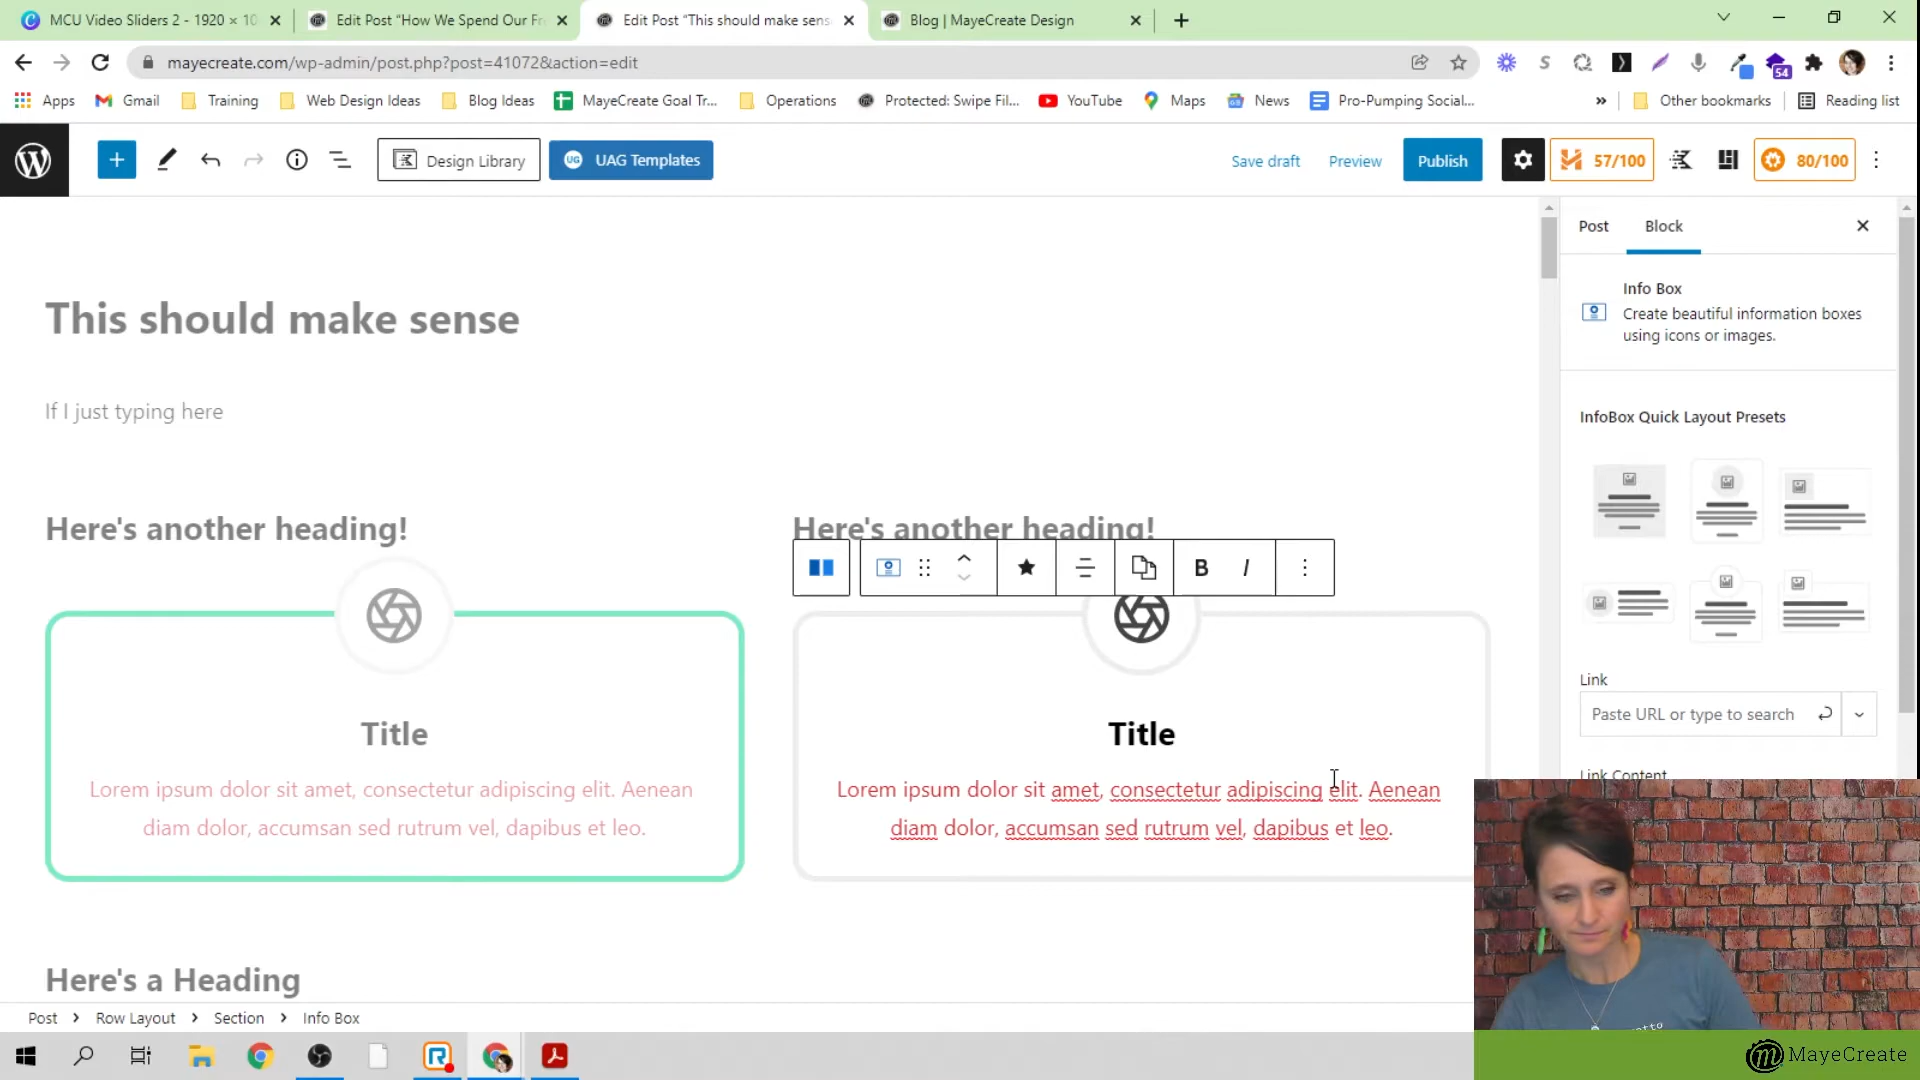 MCU Video Sliders 2 - 1920 × 10
Edit Post “How We Spend Our Fr
Edit Post “This should make sens
Blog | MayeCreate Design
mayecreate.com/wp-admin/post.php?post=41072&action=edit
54
Apps
Gmail
Training
Web Design Ideas
Blog Ideas
MayeCreate Goal Tr...
Operations
Protected: Swipe Fil...
YouTube
Maps
News
Pro-Pumping Social...
»
Other bookmarks
Reading list
Design Library
UG
UAG Templates
Save draft
Preview
Publish
57/100
80/100
Post
Block
Info Box
Create beautiful information boxes
using icons or images.
This should make sense
If I just typing here
InfoBox Quick Layout Presets
Here's another heading!
Here's another heading!
B I
Title
Lorem ipsum dolor sit amet, consectetur adipiscing elit. Aenean
diam dolor, accumsan sed rutrum vel, dapibus et leo.
Title
Lorem ipsum dolor sit amet, consectetur adipiscing elit. Aenean
diam dolor, accumsan sed rutrum vel, dapibus et leo.
Link
Paste URL or type to search
Link Content
Here's a Heading
Post > Row Layout > Section > Info Box
MayeCreate